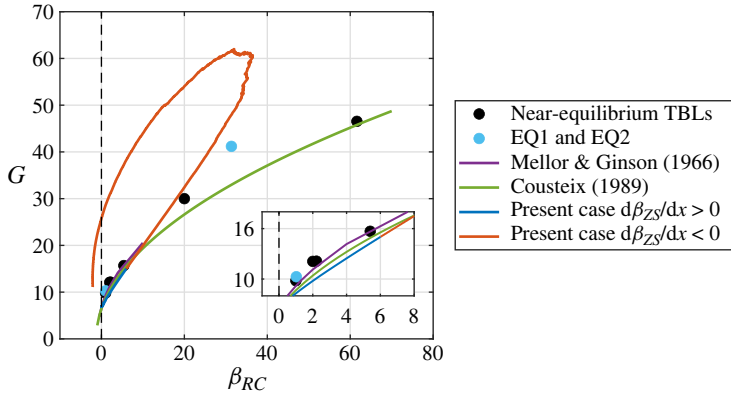 70
60
50
40
30
20
10
0
G
-20
0
20
40
60
80
β_RC
16
10
0
2
4
6
8
Near-equilibrium TBLs
EQ1 and EQ2
Mellor & Ginson (1966)
Cousteix (1989)
Present case dβ_ZS/dx > 0
Present case dβ_ZS/dx < 0